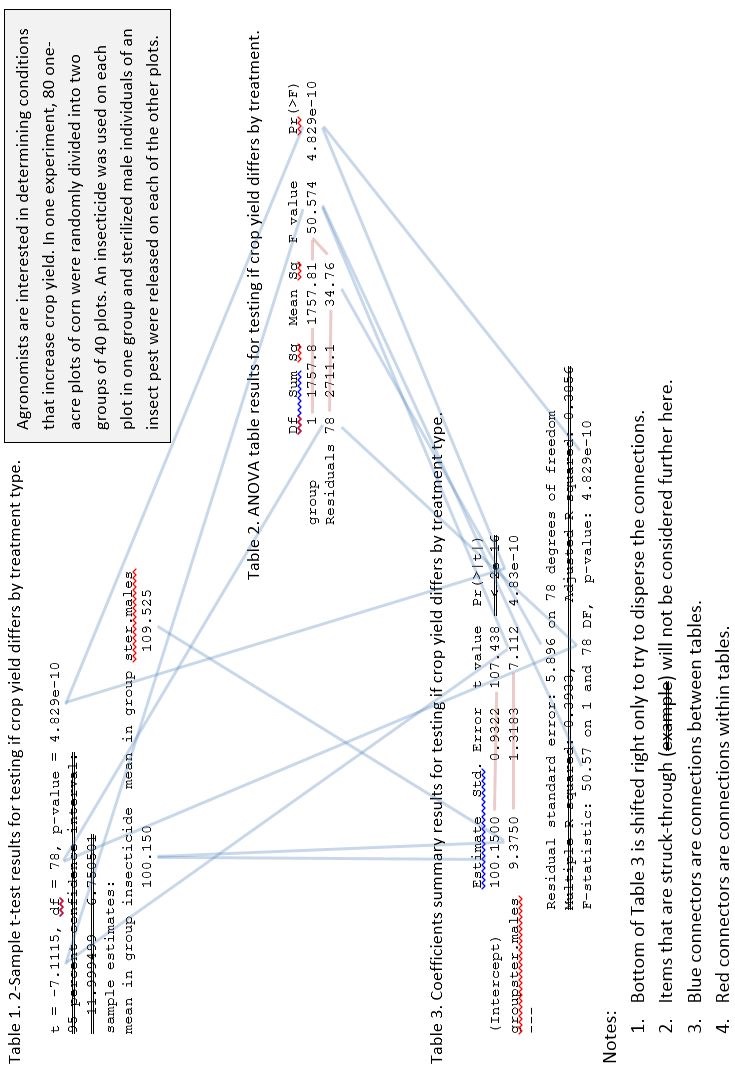 Table 1. 2-Sample t-test results for testing if crop yield differs by treatment type.
t = -7.1115, df = 78, p-value = 4.829e-10
95 percent confidence interval:
-11.999499 -6.750501
sample estimates:
mean in group insecticide mean in group ster.males
100.150 109.525
Agronomists are interested in determining conditions
that increase crop yield. In one experiment, 80 one-
acre plots of corn were randomly divided into two
groups of 40 plots. An insecticide was used on each
plot in one group and sterilized male individuals of an
insect pest were released on each of the other plots.
Table 2. ANOVA table results for testing if crop yield differs by treatment.
Df Sum Sq Mean Sq F value Pr(>F)
group 1 1757.8 1757.81 50.574 4.829e-10
Residuals 78 2711.1 34.76
Table 3. Coefficients summary results for testing if crop yield differs by treatment type.
Estimate Std. Error t value Pr(>|t|)
(Intercept) 100.1500 0.9322 107.438 < 2e-16
groupster.males 9.3750 1.3183 7.112 4.83e-10
---
Residual standard error: 5.896 on 78 degrees of freedom
Multiple R-squared: 0.3933, Adjusted R-squared: 0.3856
F-statistic: 50.57 on 1 and 78 DF, p-value: 4.829e-10
Notes:
1. Bottom of Table 3 is shifted right only to try to disperse the connections.
2. Items that are struck-through (example) will not be considered further here.
3. Blue connectors are connections between tables.
4. Red connectors are connections within tables.